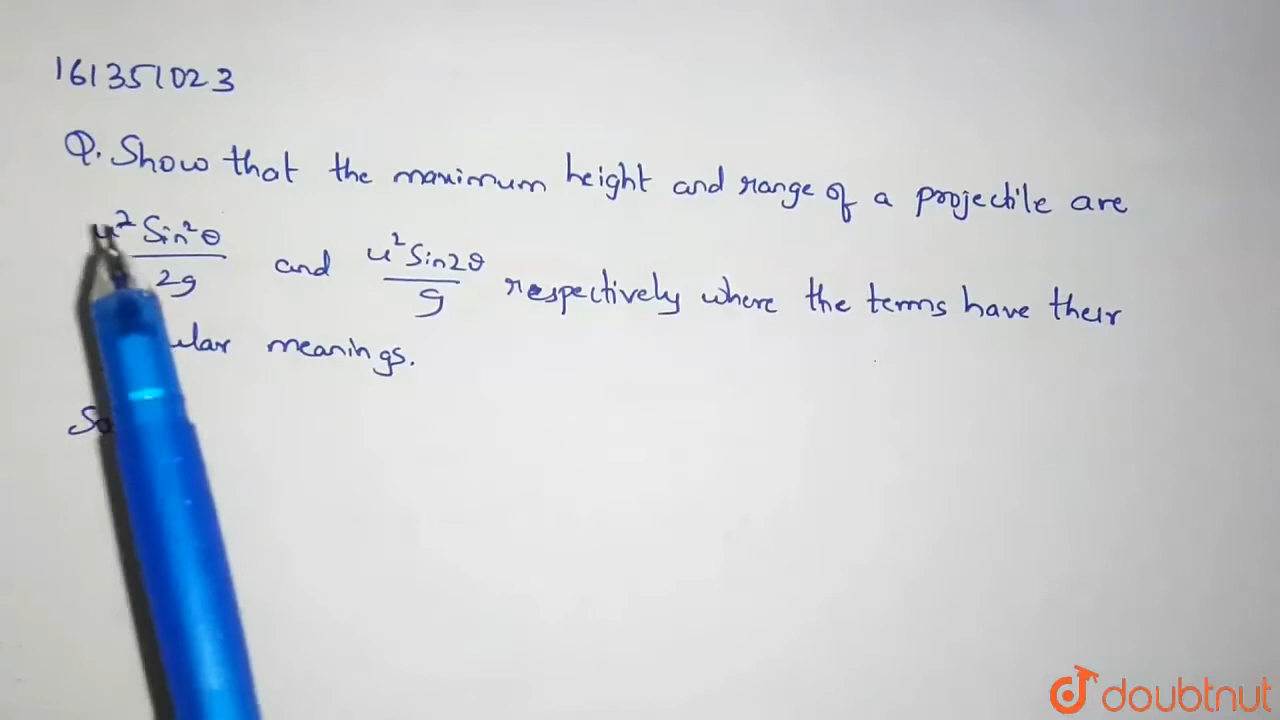 161351023
Q. Show that the maximum height and range of a projectile are
u² Sin²θ / 2g and u² Sin2θ / g respectively where the terms have their
meanings.
doubtnut